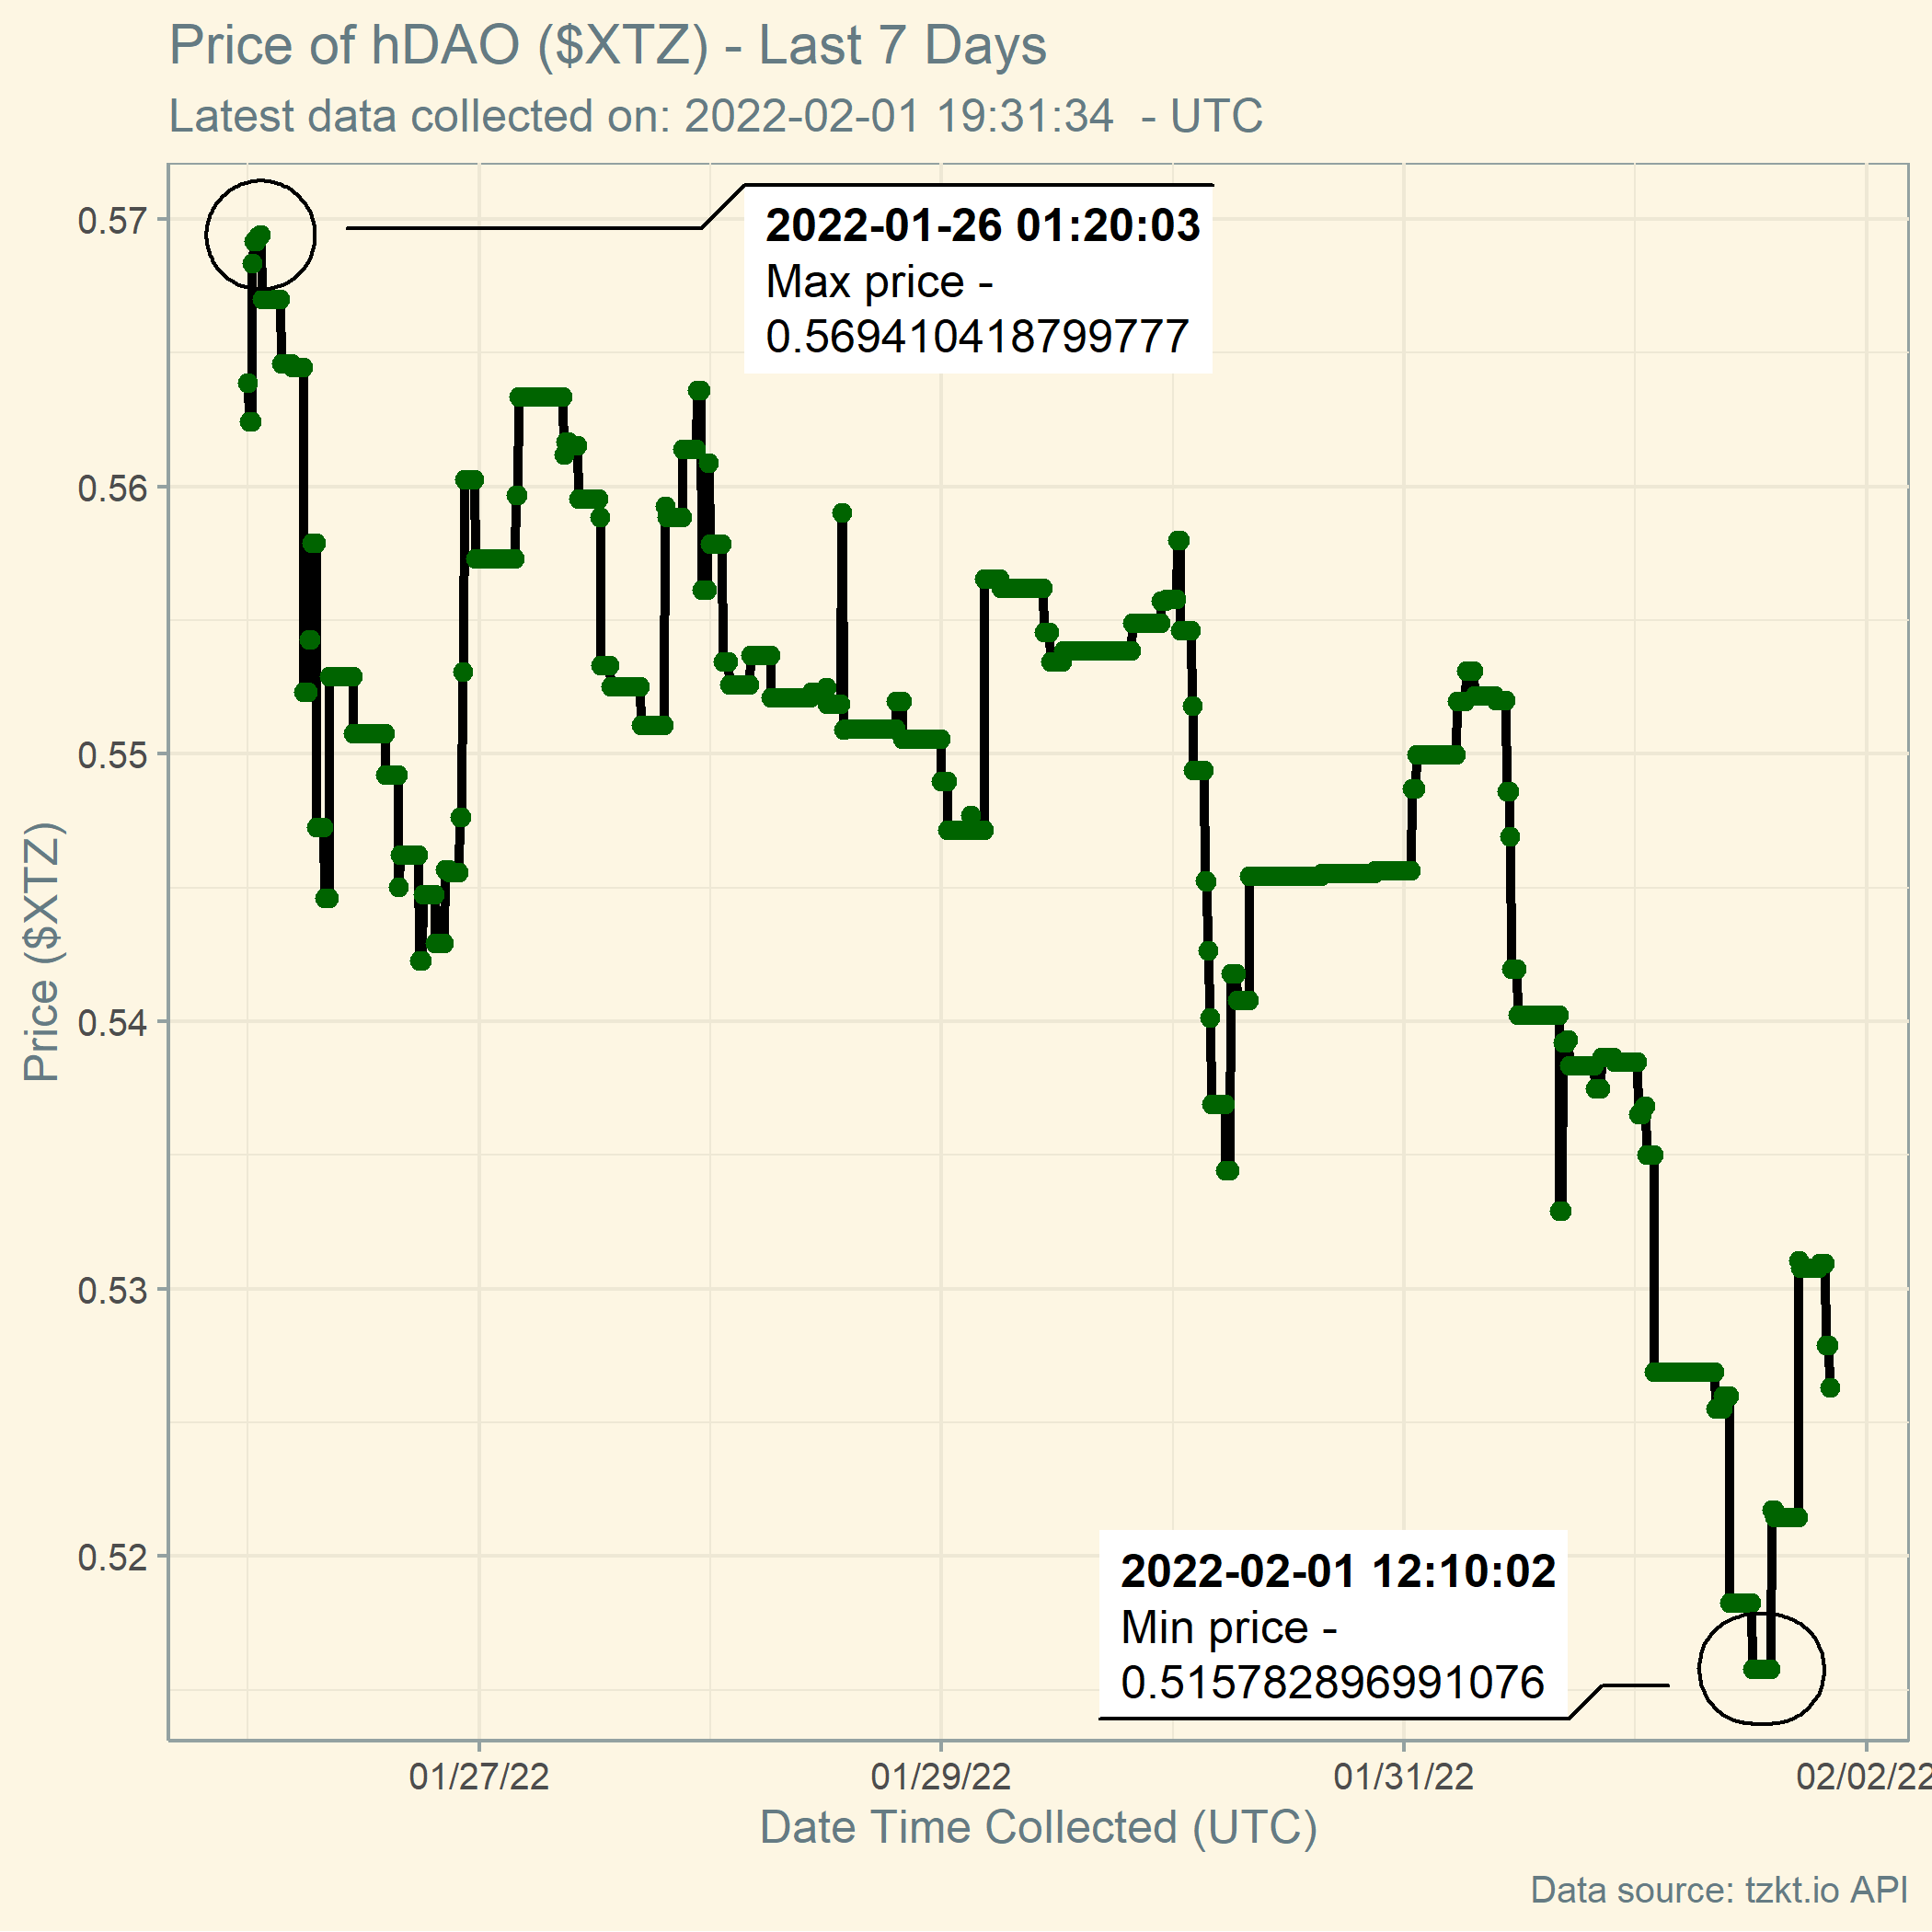 Price of hDAO ($XTZ) - Last 7 Days
Latest data collected on: 2022-02-01 19:31:34  - UTC
2022-01-26 01:20:03
Max price -
0.569410418799777
0.57
0.56
0.55
0.54
0.53
0.52
Price ($XTZ)
2022-02-01 12:10:02
Min price -
0.515782896991076
01/27/22
01/29/22
01/31/22
02/02/22
Date Time Collected (UTC)
Data source: tzkt.io API